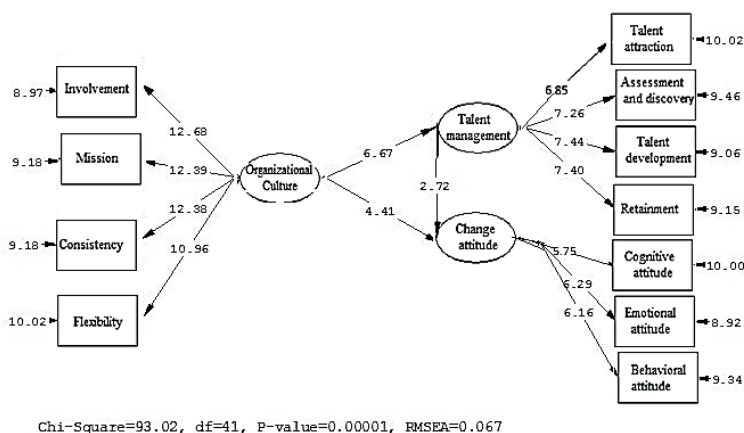 Talent
attraction
10.02
6.85
Involvement
8.97
Assessment
and discovery
9.46
7.26
12.68
Talent
management
6.67
7.44
Talent
development
9.06
Mission
9.18
12.39
Organizational
Culture
7.40
2.72
Retainment
9.15
12.38
4.41
Consistency
9.18
Change
attitude
10.96
5.75
Cognitive
attitude
10.00
6.29
Flexibility
10.02
6.16
Emotional
attitude
8.92
Behavioral
attitude
9.34
Chi-Square=93.02, df=41, P-value=0.00001, RMSEA=0.067